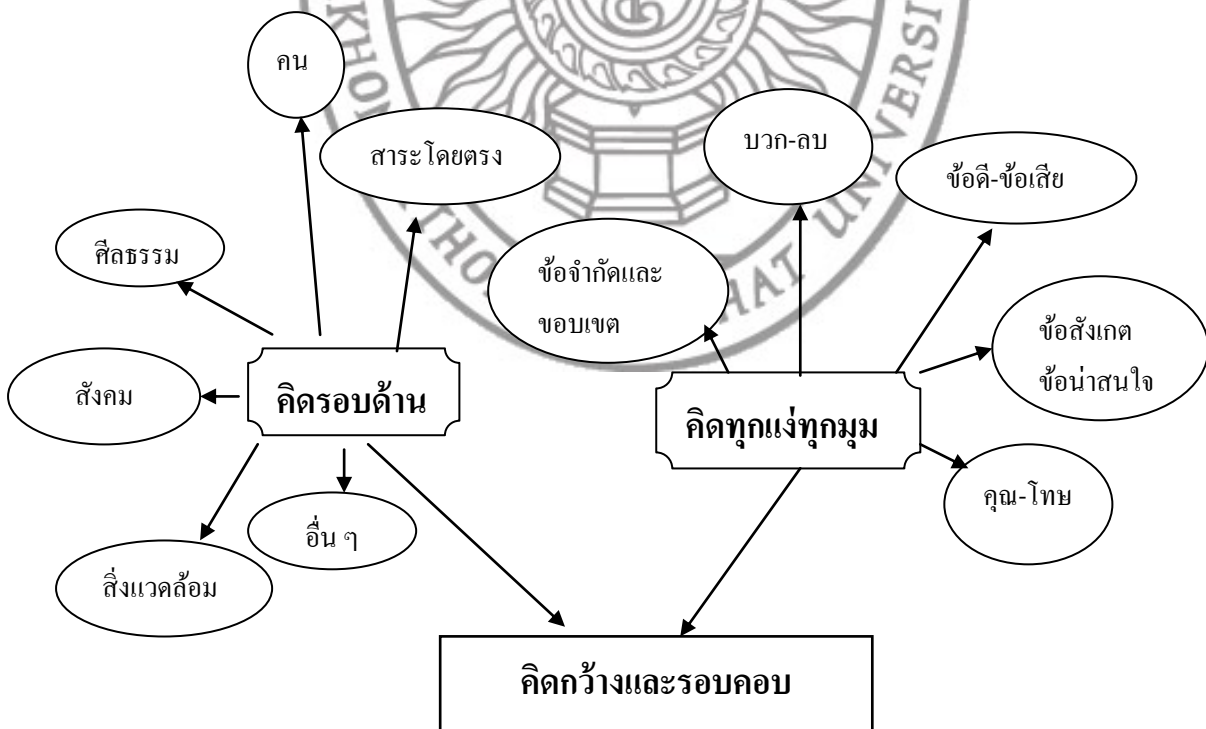 คน
สาระโดยตรง
บวก-ลบ
ข้อดี-ข้อเสีย
ศีลธรรม
ข้อจำกัดและ
ขอบเขต
สังคม
คิดรอบด้าน
คิดทุกแง่ทุกมุม
ข้อสังเกต
ข้อน่าสนใจ
คุณ-โทษ
อื่น ๆ
สิ่งแวดล้อม
คิดกว้างและรอบคอบ